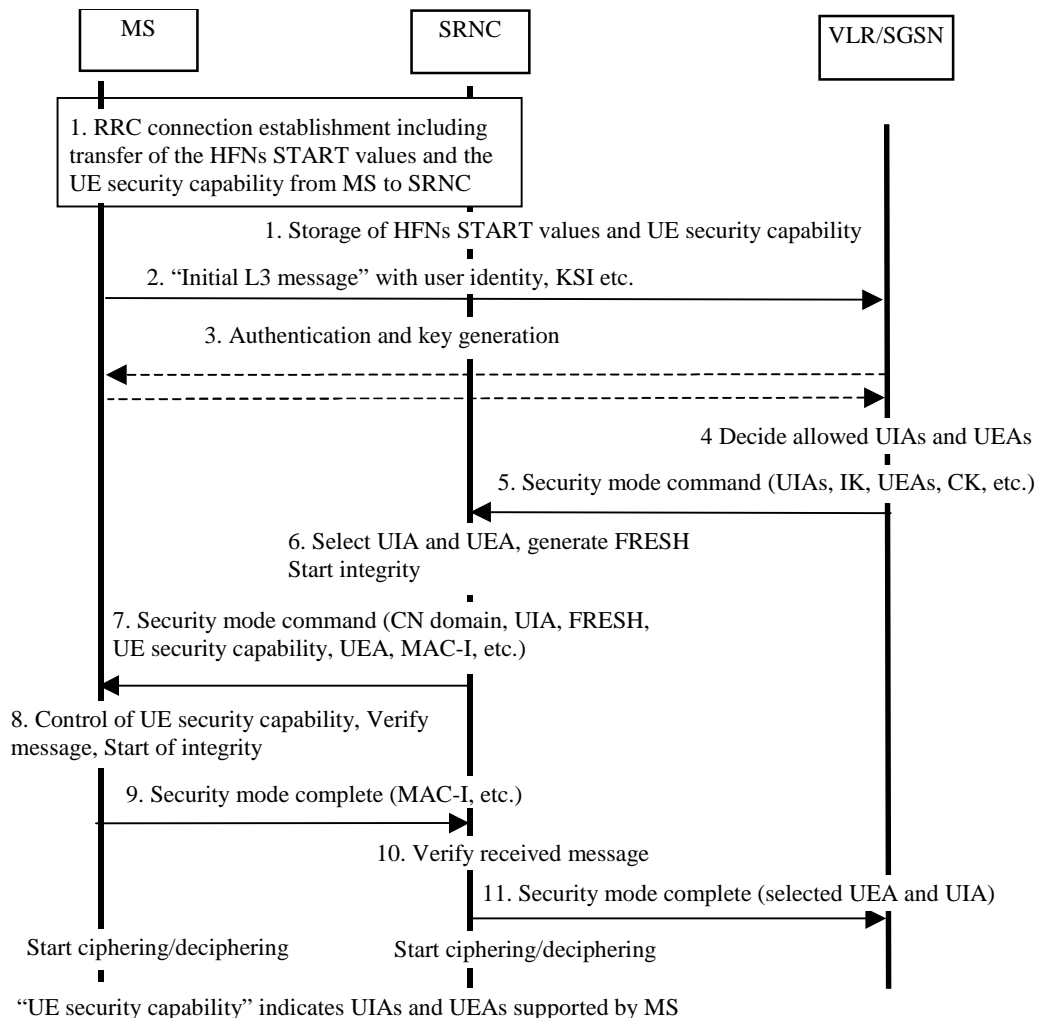 MS
SRNC
VLR/SGSN
1. RRC connection establishment including
transfer of the HFNs START values and the
UE security capability from MS to SRNC
1. Storage of HFNs START values and UE security capability
2. “Initial L3 message” with user identity, KSI etc.
3. Authentication and key generation
4 Decide allowed UIAs and UEAs
5. Security mode command (UIAs, IK, UEAs, CK, etc.)
6. Select UIA and UEA, generate FRESH
Start integrity
7. Security mode command (CN domain, UIA, FRESH,
UE security capability, UEA, MAC-I, etc.)
8. Control of UE security capability, Verify
message, Start of integrity
9. Security mode complete (MAC-I, etc.)
10. Verify received message
11. Security mode complete (selected UEA and UIA)
Start ciphering/deciphering
Start ciphering/deciphering
“UE security capability” indicates UIAs and UEAs supported by MS